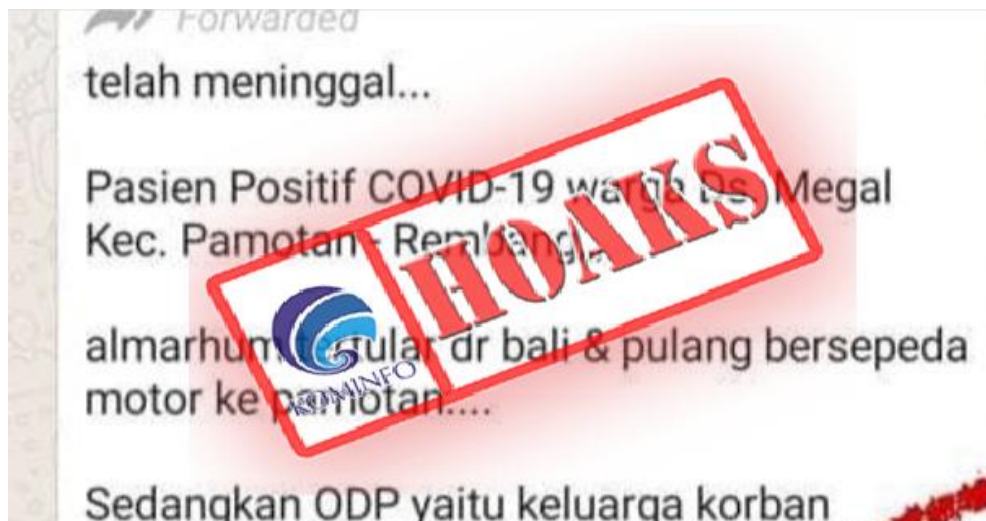 Forwarded
telah meninggal...
Pasien Positif COVID-19 warga Ds. Megal
Kec. Pamotan - Rembang
HOAKS
almarhum tertular dr bali & pulang bersepeda
motor ke pamotan....
KOMINFO
Sedangkan ODP yaitu keluarga korban